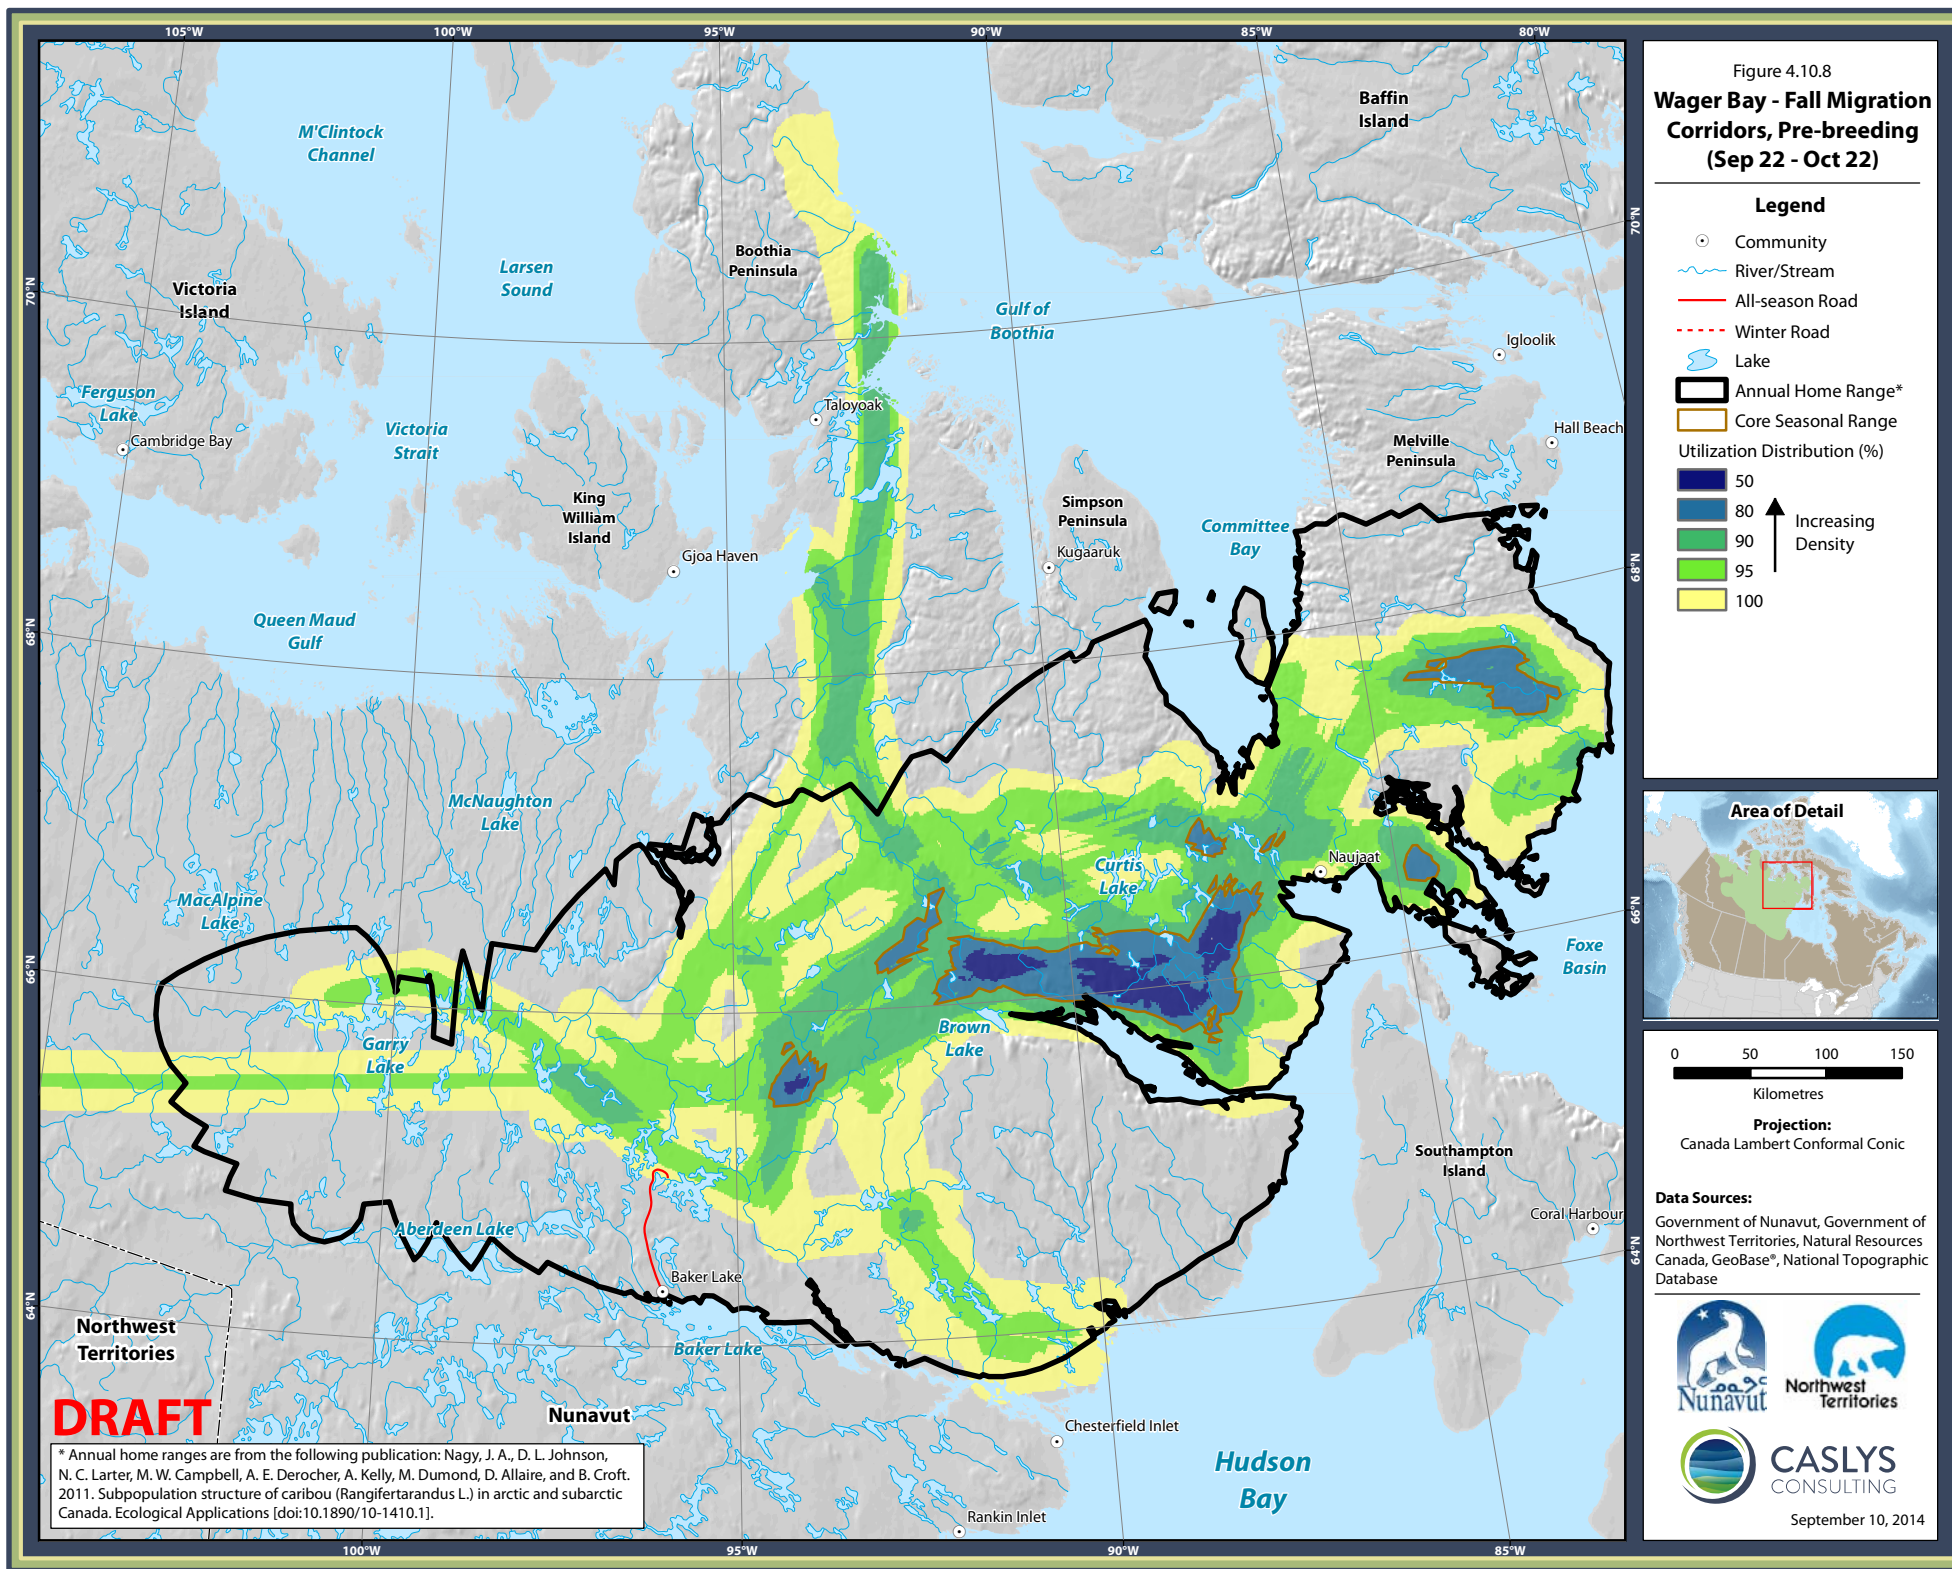 105°W
100°W
95°W
90°W
85°W
80°W
70°N
68°N
66°N
64°N
70°N
68°N
66°N
64°N
100°W
95°W
90°W
85°W
M'Clintock
Channel
Baffin
Island
Boothia
Peninsula
Larsen
Sound
Victoria
Island
Gulf of
Boothia
Igloolik
Ferguson
Lake
Taloyoak
Cambridge Bay
Victoria
Strait
Hall Beach
Melville
Peninsula
King
William
Island
Simpson
Peninsula
Committee
Bay
Gjoa Haven
Kugaaruk
Queen Maud
Gulf
McNaughton
Lake
Curtis
Lake
Naujaat
MacAlpine
Lake
Foxe
Basin
Garry
Lake
Brown
Lake
Southampton
Island
Coral Harbour
Aberdeen Lake
Baker Lake
Baker Lake
Northwest
Territories
Nunavut
Chesterfield Inlet
Hudson
Bay
Rankin Inlet
DRAFT
* Annual home ranges are from the following publication: Nagy, J. A., D. L. Johnson,
N. C. Larter, M. W. Campbell, A. E. Derocher, A. Kelly, M. Dumond, D. Allaire, and B. Croft.
2011. Subpopulation structure of caribou (Rangifertarandus L.) in arctic and subarctic
Canada. Ecological Applications [doi:10.1890/10-1410.1].
Figure 4.10.8
Wager Bay - Fall Migration
Corridors, Pre-breeding
(Sep 22 - Oct 22)
Legend
Community
River/Stream
All-season Road
Winter Road
Lake
Annual Home Range*
Core Seasonal Range
Utilization Distribution (%)
50
80
90
95
100
Increasing
Density
Area of Detail
0 50 100 150
Kilometres
Projection:
Canada Lambert Conformal Conic
Data Sources:
Government of Nunavut, Government of
Northwest Territories, Natural Resources
Canada, GeoBase®, National Topographic
Database
ᓄᓇᕗᑦ
Nunavut
Northwest
Territories
CASLYS
CONSULTING
September 10, 2014